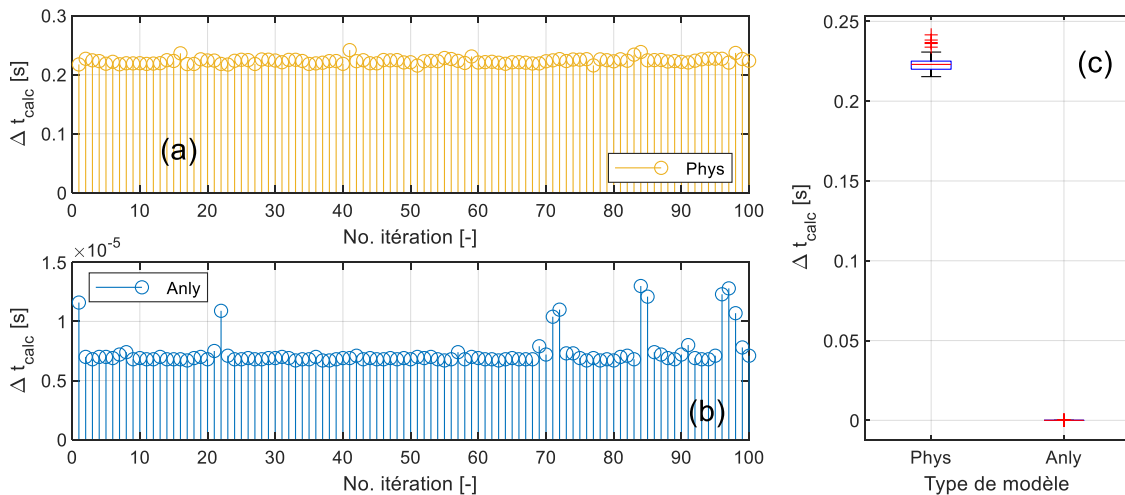 0.3
0.2
0.1
0
Δ t_calc [s]
(a)
Phys
0 10 20 30 40 50 60 70 80 90 100
No. itération [-]
×10^-5
1.5
1
0.5
0
Δ t_calc [s]
Anly
(b)
0 10 20 30 40 50 60 70 80 90 100
No. itération [-]
0.25
0.2
0.15
0.1
0.05
0
Δ t_calc [s]
(c)
Phys Anly
Type de modèle